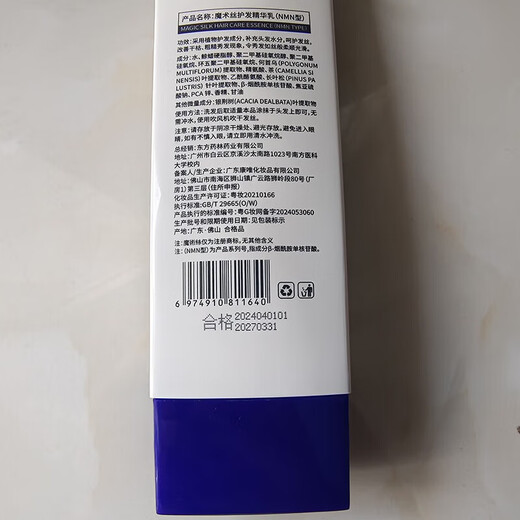 产品名称:魔术丝护发精华乳(NMN型)
MAGIC SILK HAIR CARE ESSENCE (NMN TYPE)
功效:采用植物护发成分,补充头发水分,呵护发丝,
改善干枯、粗糙秀发现象,令秀发如丝般柔顺光滑。
成分:水、鲸蜡硬脂醇、聚二甲基硅氧烷醇、聚二甲基
硅氧烷、环五聚二甲基硅氧烷、何首乌(POLYGONUM
MULTIFLORUM)提取物、精氨酸、茶(CAMELLIA SI
NENSIS)叶提取物、乙酰酪氨酸、长叶松(PINUS PA
LUSTRIS)针叶提取物、β-烟酰胺单核苷酸、焦亚硫
酸钠、PCA 锌、香精、甘油
其他微量成分:银荆树(ACACIA DEALBATA)叶提取物
使用方法:洗发后取适量本品涂抹于头发上即可,无
需冲水,使用吹风机吹干发丝。
注意:请存放于阴凉干燥处、避光存放。避免进入眼
睛,如有不慎入眼,请立即用清水冲洗。
委托方:东方药林药业有限公司
地址:广州市白云区京溪沙太南路1023号南方医科
大学校内
备案人/生产企业:广东康唯化妆品有限公司
地址:佛山市南海区狮山镇广云路狮岭段80号(厂
房1)第三层(住所申报)
化妆品生产许可证:粤妆20210166
执行标准:GB/T 29665(O/W)
产品执行的标准编号:粤G妆网备字2024053060
生产批号和限期使用日期:见包装标示
产地:广东·佛山 合格品
注:魔術絲仅为注册商标,无其他含义
注:(NMN型)为产品系列号,指成分β-烟酰胺单核苷酸。
6 974910 811640
合格 2024040101
20270331